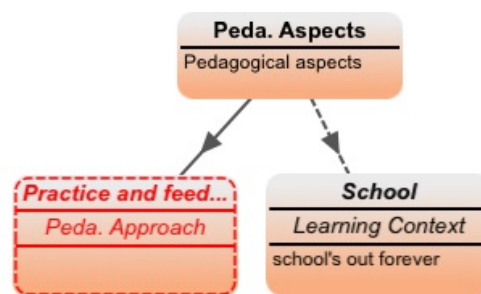 Peda. Aspects
Pedagogical aspects
Practice and feed...
Peda. Approach
School
Learning Context
school's out forever